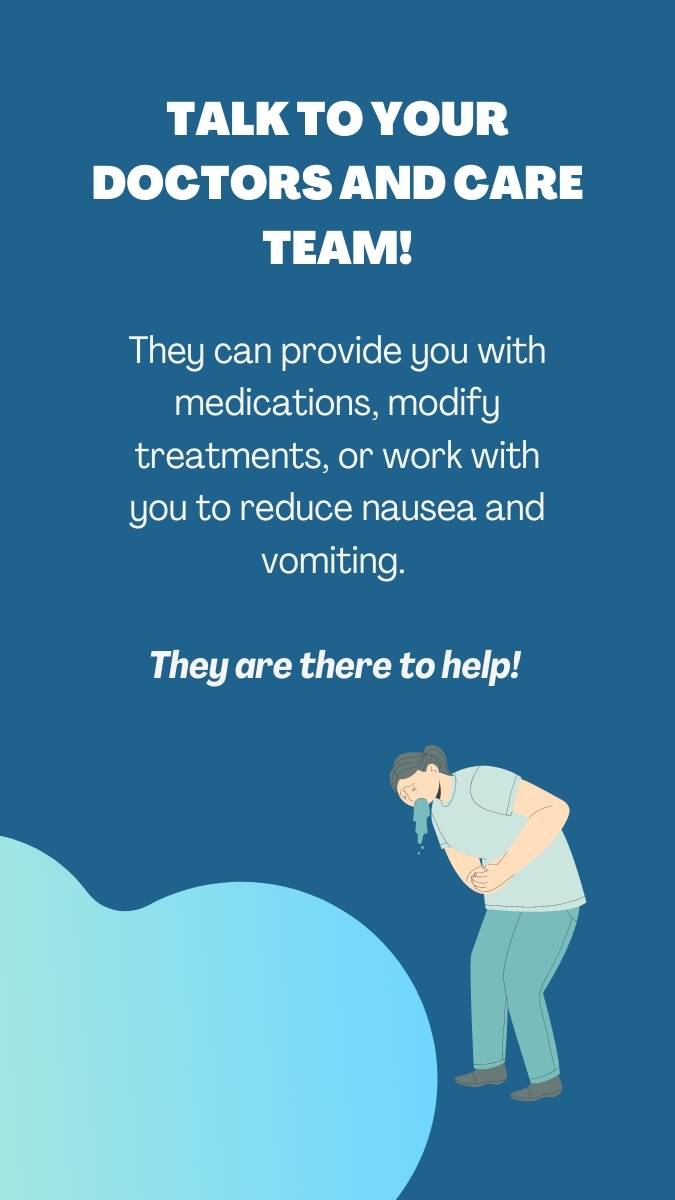 TALK TO YOUR
DOCTORS AND CARE
TEAM!
They can provide you with
medications, modify
treatments, or work with
you to reduce nausea and
vomiting.
They are there to help!